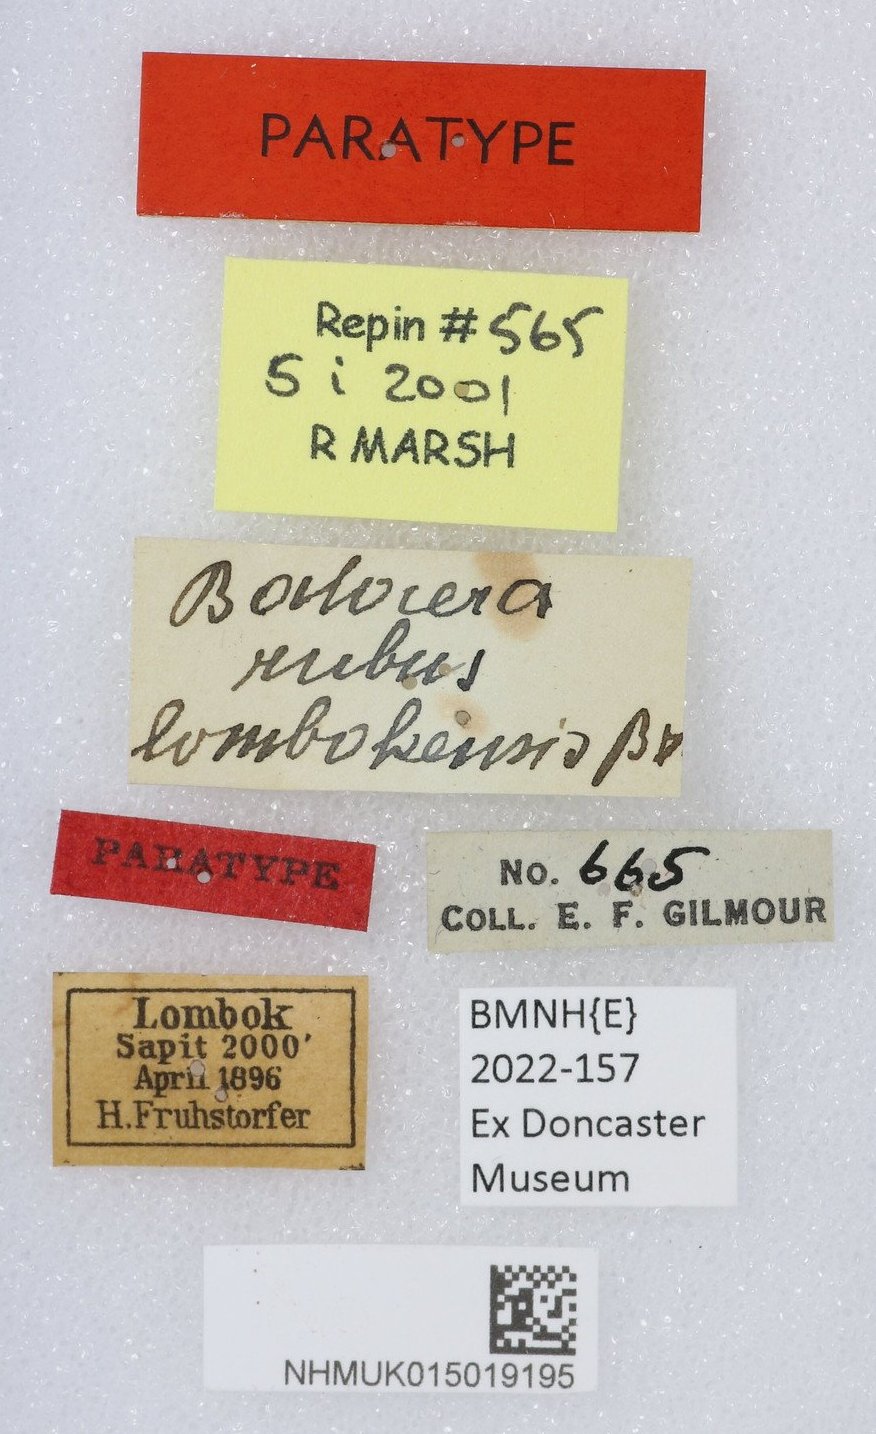 PARATYPE
Repin # 565
5 i 2001
R MARSH
Batocera
rubus
lombokensis Br
PARATYPE
No. 665
COLL. E. F. GILMOUR
Lombok
Sapit 2000'
April 1896
H. Fruhstorfer
BMNH{E}
2022-157
Ex Doncaster
Museum
NHMUK015019195